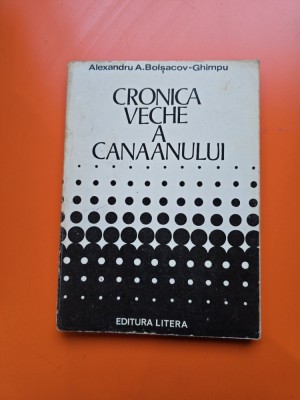 Alexandru A.Bolşacov-Ghimpu
CRONICA
VECHE
A
CANAANULUI
EDITURA LITERA